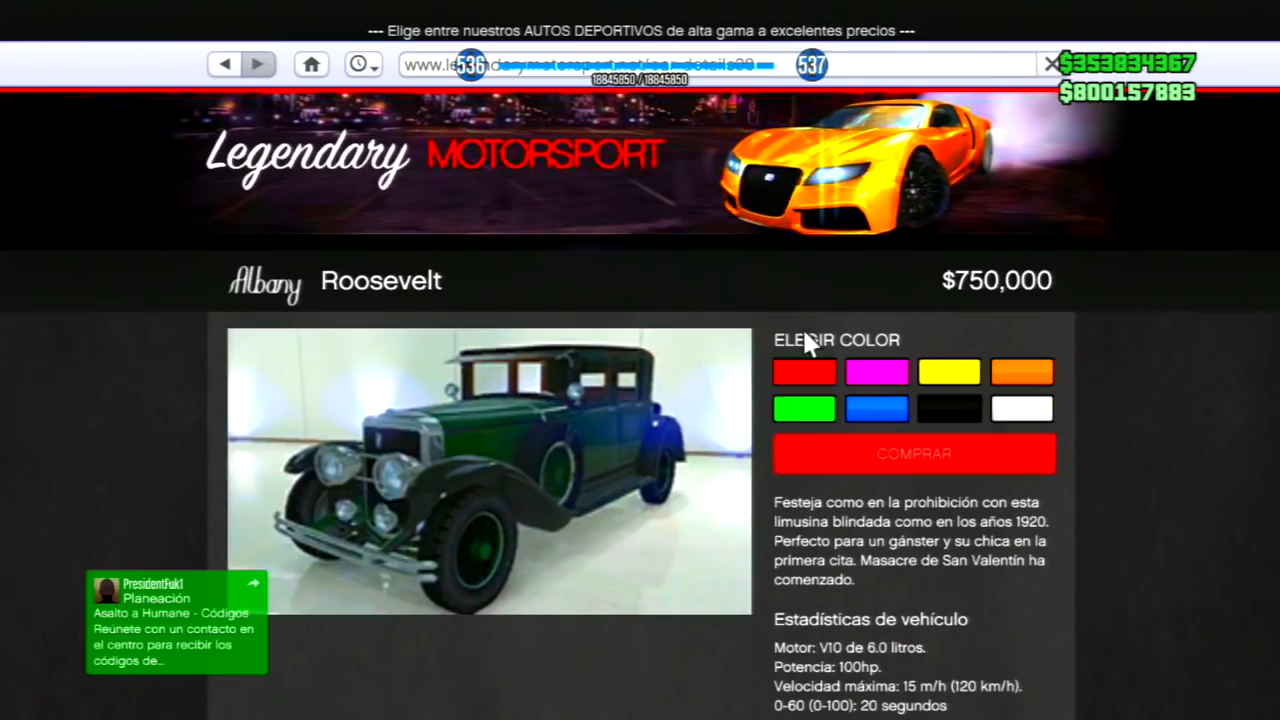 --- Elige entre nuestros AUTOS DEPORTIVOS de alta gama a excelentes precios ---
536
537
18845850 / 18845850
$353834367
$800157883
Legendary MOTORSPORT
Albany Roosevelt
$750,000
ELEGIR COLOR
COMPRAR
Festeja como en la prohibición con esta
limusina blindada como en los años 1920.
Perfecto para un gánster y su chica en la
primera cita. Masacre de San Valentín ha
comenzado.
Estadísticas de vehículo
Motor: V10 de 6.0 litros.
Potencia: 100hp.
Velocidad máxima: 15 m/h (120 km/h).
0-60 (0-100): 20 segundos
PresidentFuk1
Planeación
Asalto a Humane - Códigos
Reúnete con un contacto en
el centro para recibir los
códigos de...